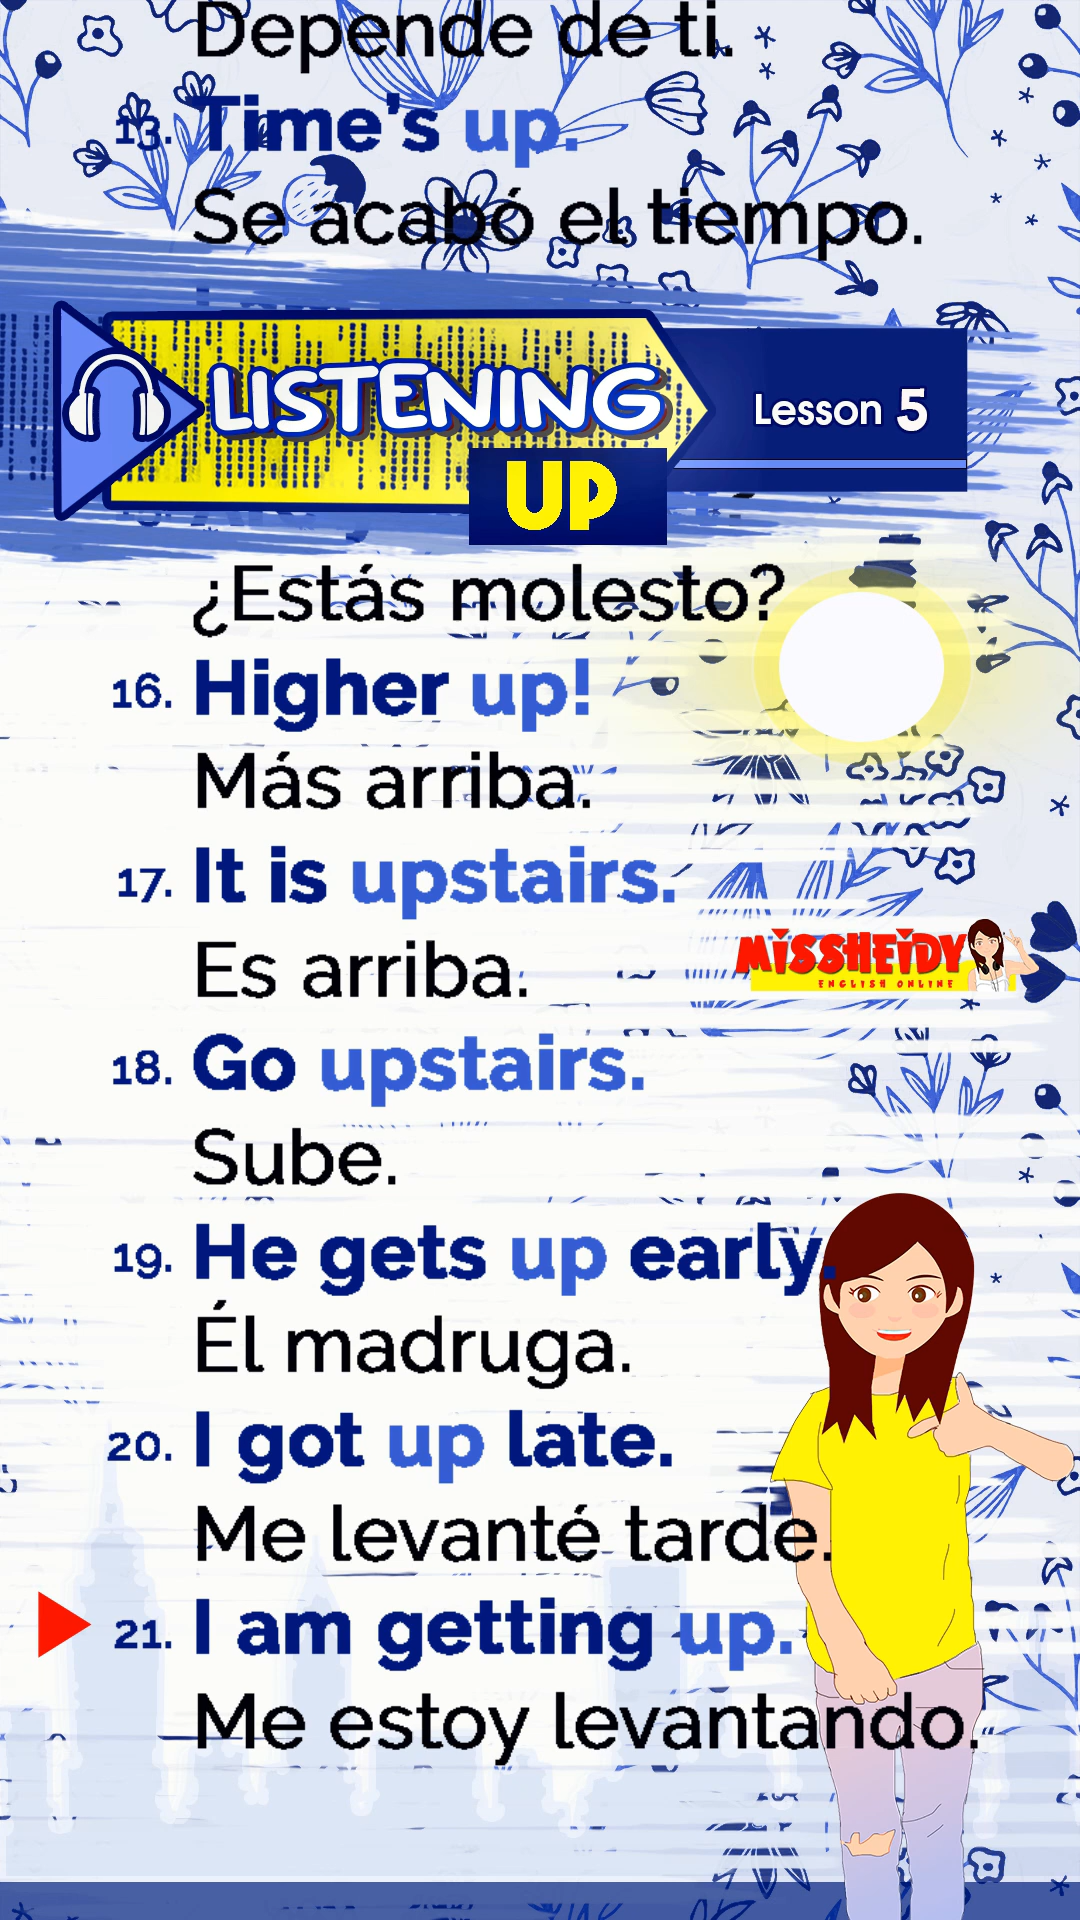 Depende de ti.
13. Time's up.
Se acabó el tiempo.
LISTENING
Lesson 5
UP
¿Estás molesto?
16. Higher up!
Más arriba.
17. It is upstairs.
Es arriba.
MISSHEIDY
ENGLISH ONLINE
18. Go upstairs.
Sube.
19. He gets up early.
Él madruga.
20. I got up late.
Me levanté tarde.
21. I am getting up.
Me estoy levantando.